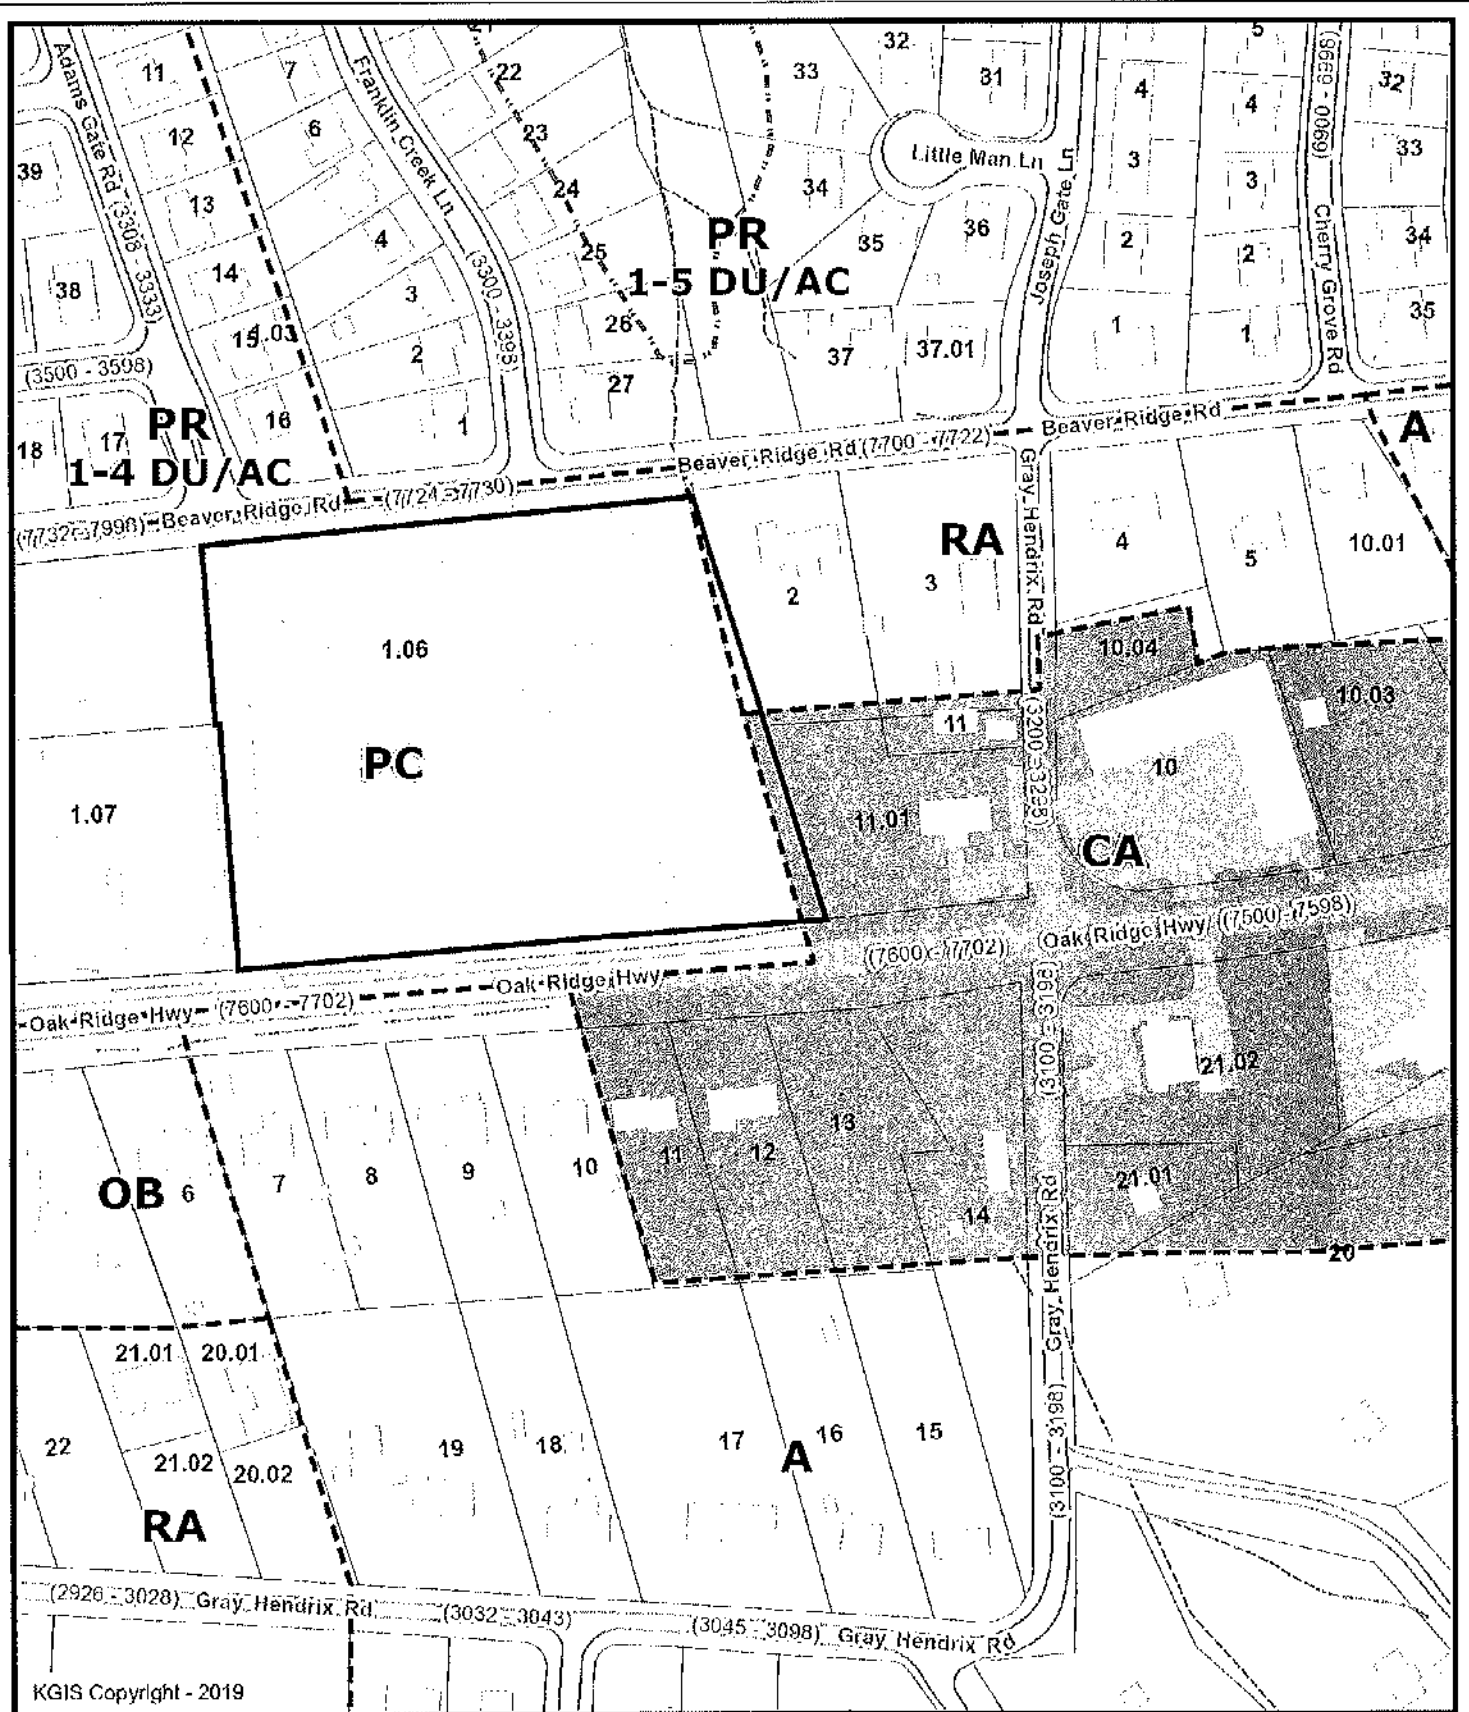 11
7
22
32
33
31
5
4
4
32
Adams Gate Rd (3308 - 3333)
Franklin Creek Ln
(3300 - 3398)
12
6
23
Little Man Ln
3
33
39
13
24
34
3
(6900 - 6998)
Cherry Grove Rd
Joseph Gate Ln
4
25
PR
1-5 DU/AC
35
36
2
2
34
38
14
3
26
35
15
1.03
2
37
37.01
1
1
(3500 - 3598)
27
16
1
18
17
PR
1-4 DU/AC
Beaver Ridge Rd (7700 - 7722)
Beaver Ridge Rd
A
(7732 - 7998)
Beaver Ridge Rd
(7724 - 7730)
Gray Hendrix Rd
RA
2
3
4
5
10.01
1.06
10.04
10.03
11
(3200 - 3298)
10
PC
1.07
11.01
CA
Oak Ridge Hwy
(7600 - 7702)
Oak Ridge Hwy
(7600 - 7702)
Oak Ridge Hwy
(7500 - 7598)
(3100 - 3198)
21.02
OB
6
7
8
9
10
11
12
13
14
21.01
20
Gray Hendrix Rd
21.01
20.01
22
21.02
20.02
19
18
17
A
16
15
(3100 - 3198)
RA
(2926 - 3028)
Gray Hendrix Rd
(3032 - 3043)
(3045 - 3098)
Gray Hendrix Rd
KGIS Copyright - 2019